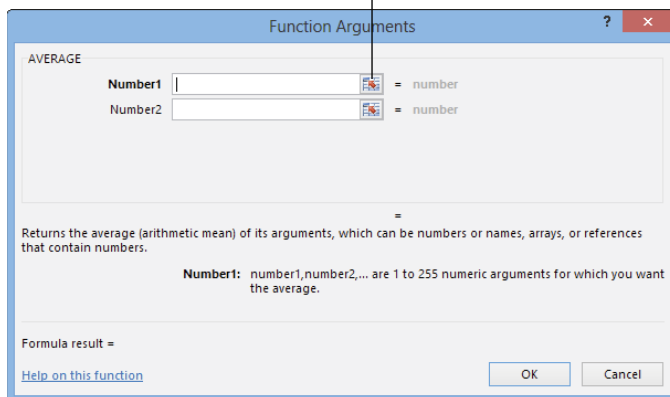 Function Arguments ? ×
AVERAGE
Number1 = number
Number2 = number
=
Returns the average (arithmetic mean) of its arguments, which can be numbers or names, arrays, or references
that contain numbers.
Number1: number1,number2,... are 1 to 255 numeric arguments for which you want
the average.
Formula result =
Help on this function OK Cancel